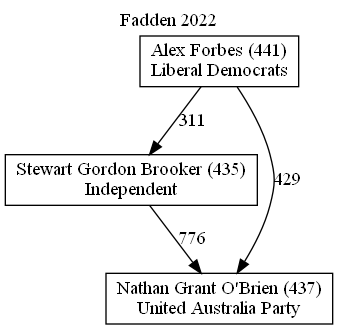 Fadden 2022
Alex Forbes (441)
Liberal Democrats
311
Stewart Gordon Brooker (435)
Independent
429
776
Nathan Grant O'Brien (437)
United Australia Party